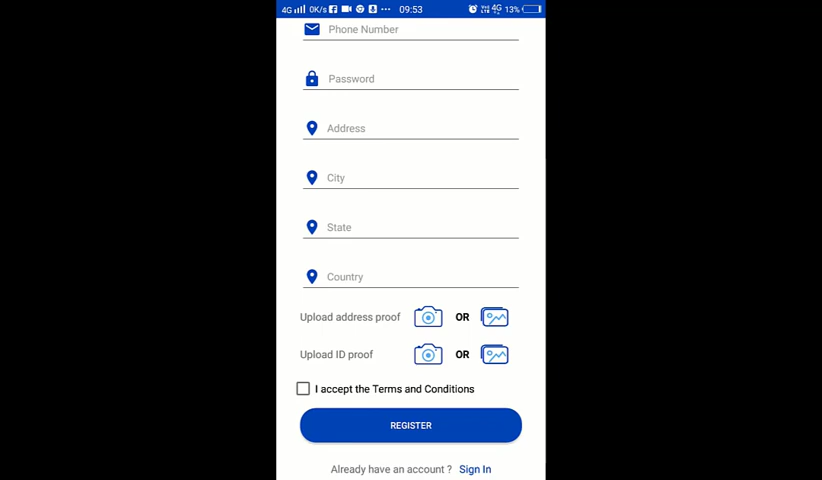 4G 0K/s 09:53 4G 13%
Phone Number
Password
Address
City
State
Country
Upload address proof OR
Upload ID proof OR
I accept the Terms and Conditions
REGISTER
Already have an account ? Sign In